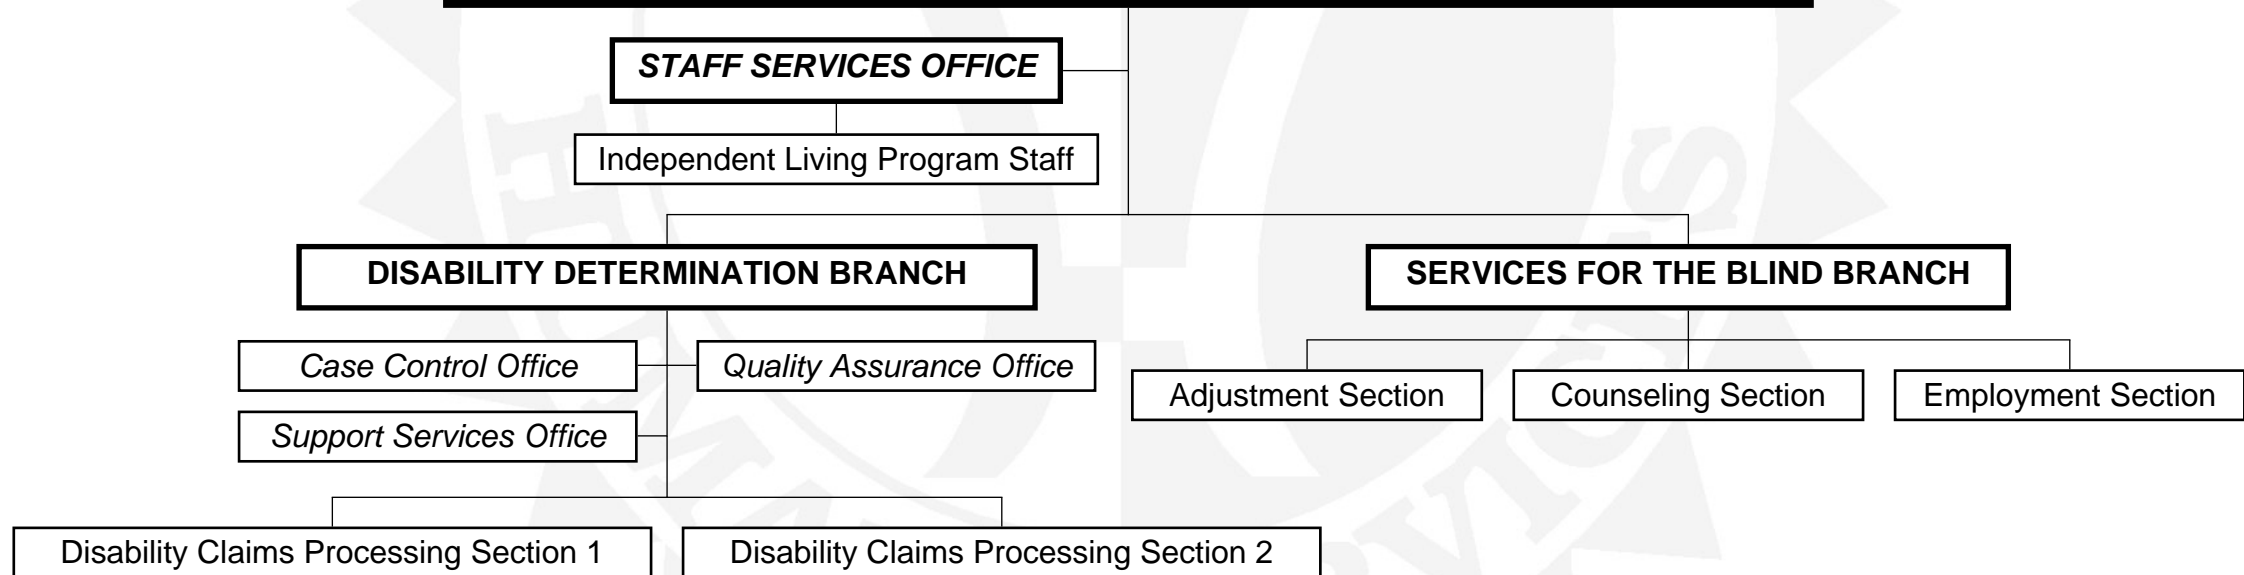 STAFF SERVICES OFFICE
Independent Living Program Staff
DISABILITY DETERMINATION BRANCH
SERVICES FOR THE BLIND BRANCH
Case Control Office
Quality Assurance Office
Support Services Office
Adjustment Section
Counseling Section
Employment Section
Disability Claims Processing Section 1
Disability Claims Processing Section 2